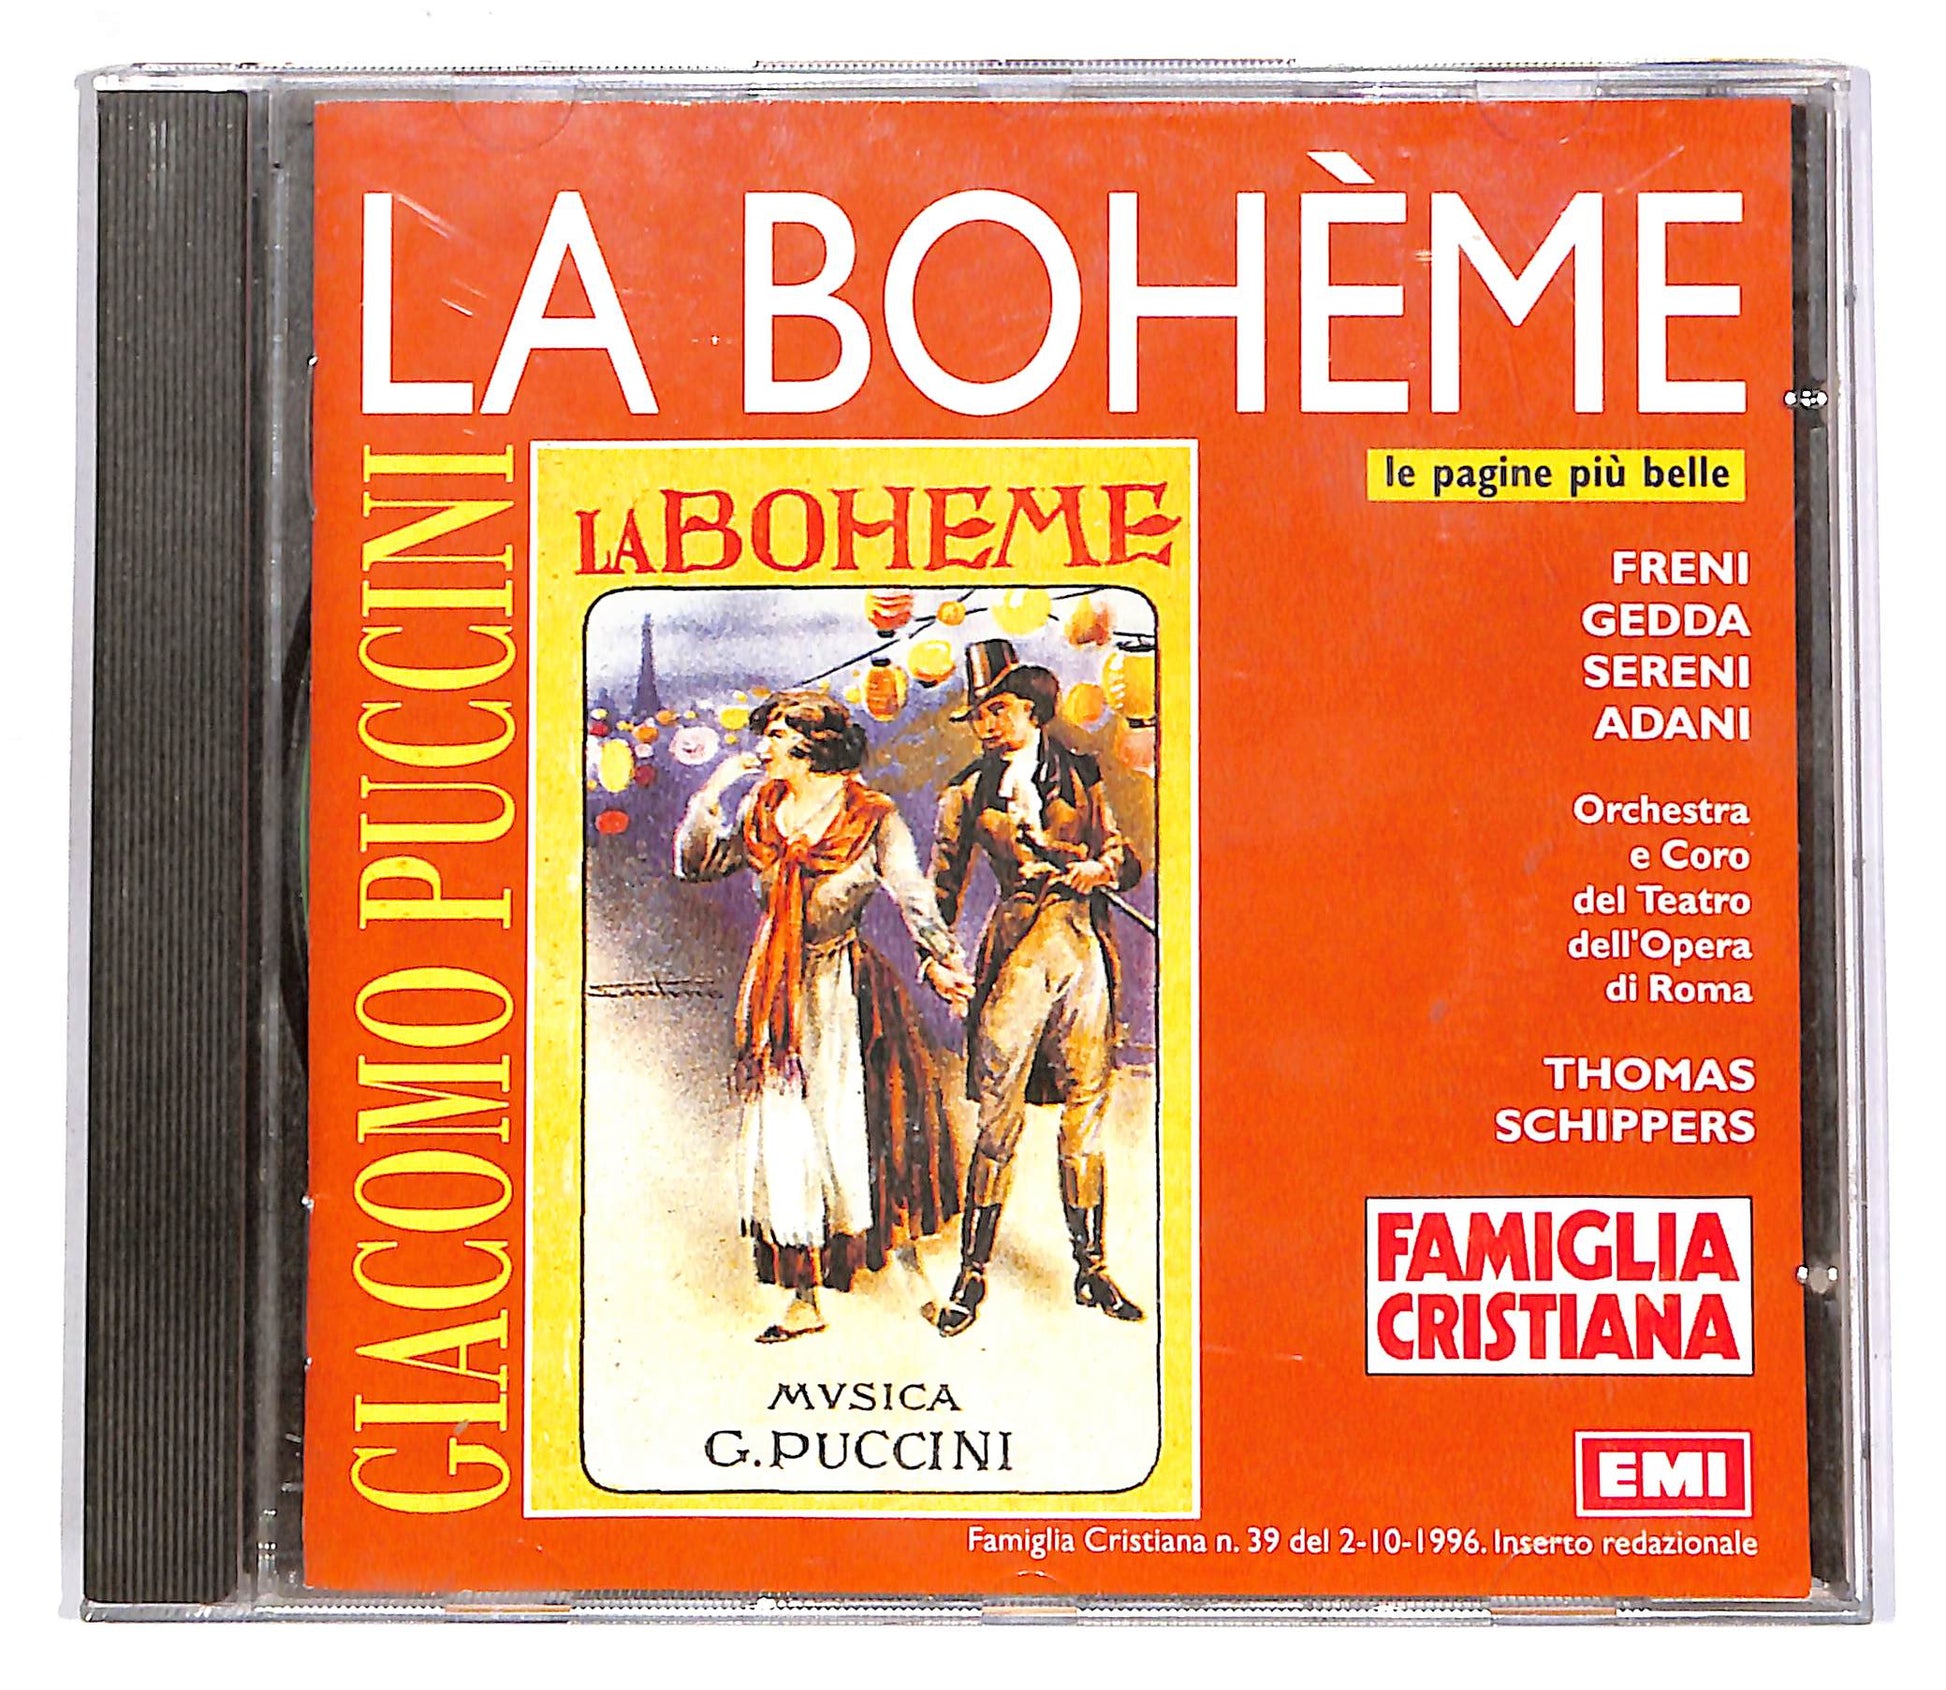 LA BOHÈME
GIACOMO PUCCINI
LA BOHEME
MVSICA
G. PUCCINI
le pagine più belle
FRENI
GEDDA
SERENI
ADANI
Orchestra
e Coro
del Teatro
dell'Opera
di Roma
THOMAS
SCHIPPERS
FAMIGLIA
CRISTIANA
EMI
Famiglia Cristiana n. 39 del 2-10-1996. Inserto redazionale